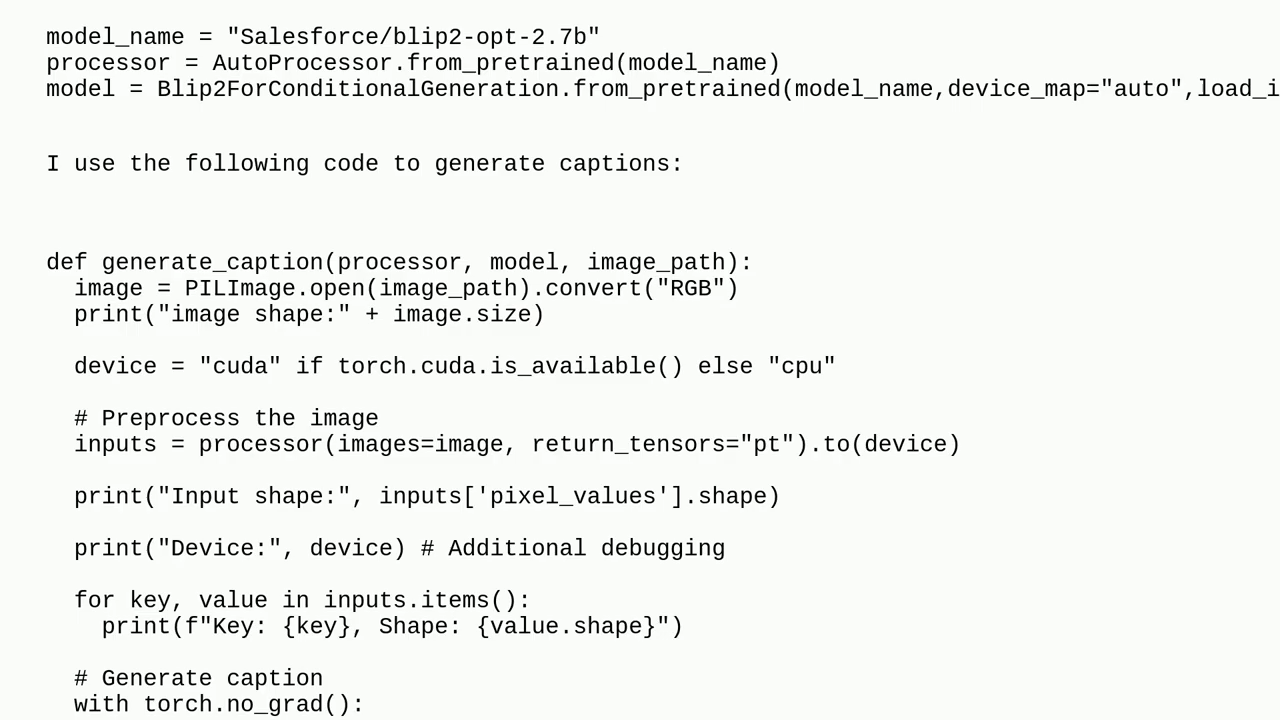 model_name = "Salesforce/blip2-opt-2.7b"
processor = AutoProcessor.from_pretrained(model_name)
model = Blip2ForConditionalGeneration.from_pretrained(model_name,device_map="auto",load_i
I use the following code to generate captions:
def generate_caption(processor, model, image_path):
  image = PILImage.open(image_path).convert("RGB")
  print("image shape:" + image.size)
  device = "cuda" if torch.cuda.is_available() else "cpu"
  # Preprocess the image
  inputs = processor(images=image, return_tensors="pt").to(device)
  print("Input shape:", inputs['pixel_values'].shape)
  print("Device:", device) # Additional debugging
  for key, value in inputs.items():
    print(f"Key: {key}, Shape: {value.shape}")
  # Generate caption
  with torch.no_grad():